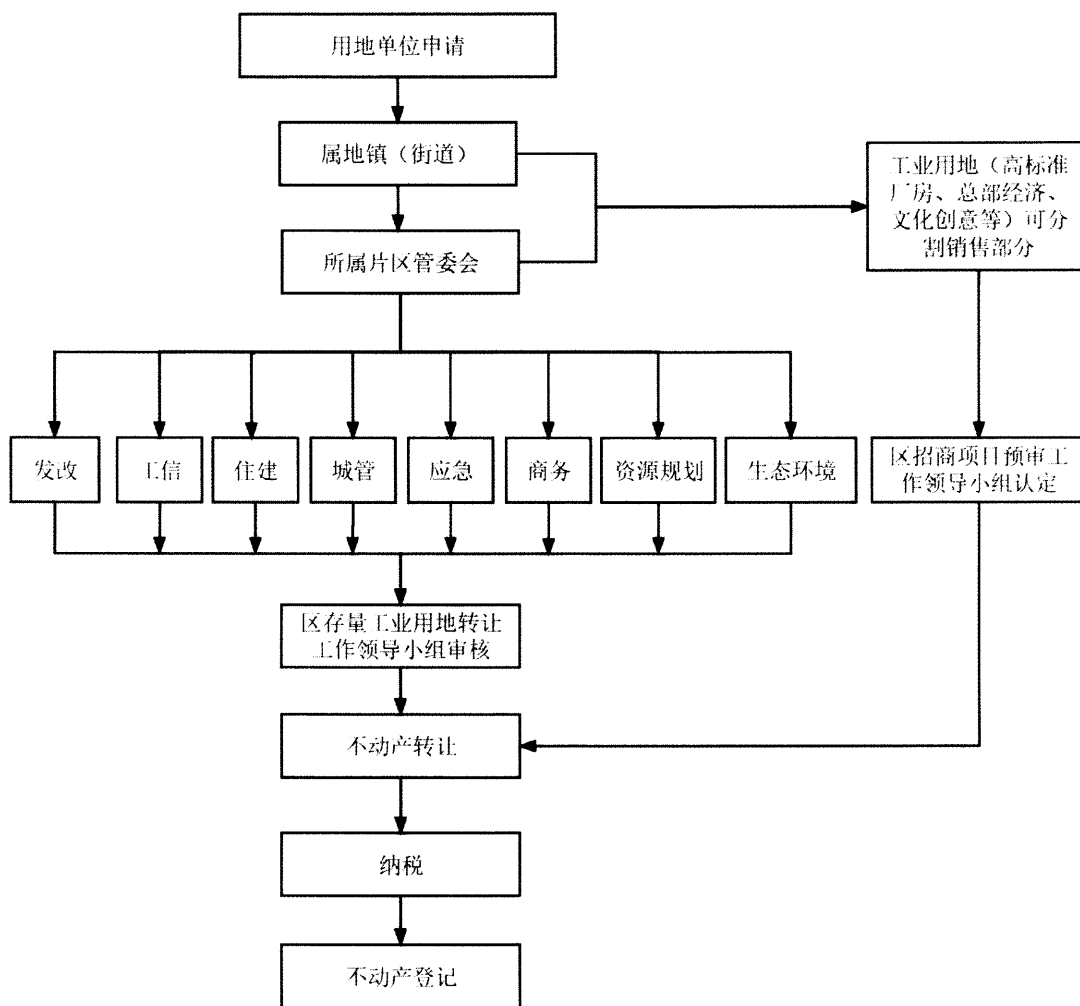 用地单位申请
属地镇（街道）
所属片区管委会
工业用地（高标准
厂房、总部经济、
文化创意等）可分
割销售部分
发改
工信
住建
城管
应急
商务
资源规划
生态环境
区招商项目预审工
作领导小组认定
区存量工业用地转让
工作领导小组审核
不动产转让
纳税
不动产登记